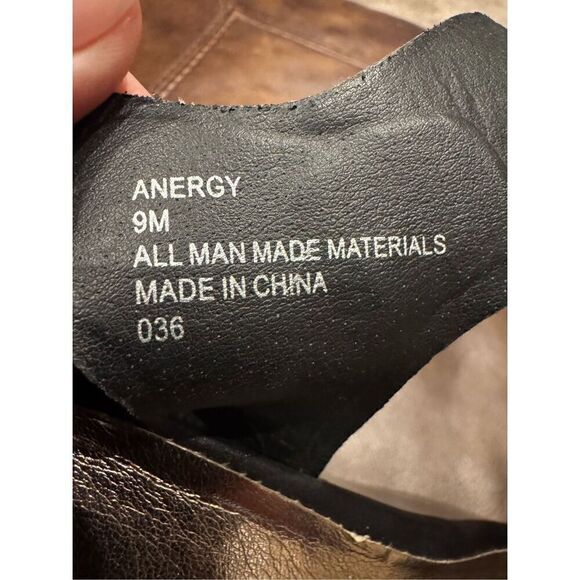 ANERGY
9M
ALL MAN MADE MATERIALS
MADE IN CHINA
036